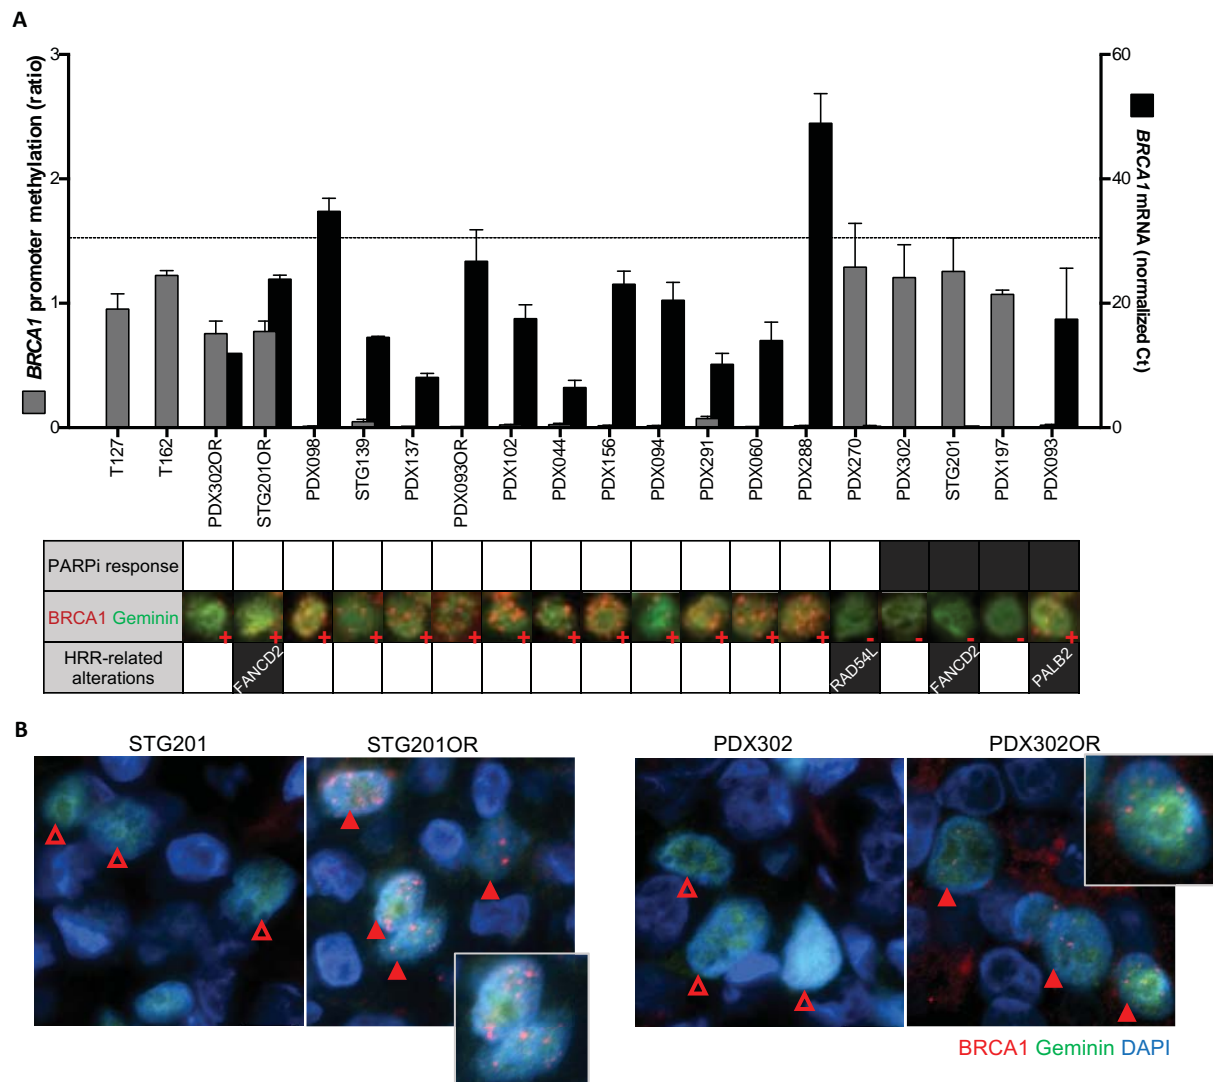 A
3
2
1
0
BRCA1 promoter methylation (ratio)
60
40
20
0
BRCA1 mRNA (normalized Ct)
T127
T162
PDX302OR
STG201OR
PDX098
STG139
PDX137
PDX093OR
PDX102
PDX044
PDX156
PDX094
PDX291
PDX060
PDX288
PDX270
PDX302
STG201
PDX197
PDX093
PARPi response
BRCA1 Geminin
+ + + + + + + + + + + + + - - - - +
HRR-related
alterations
FANCD2
RAD54L
FANCD2
PALB2
B
STG201
STG201OR
PDX302
PDX302OR
BRCA1 Geminin DAPI